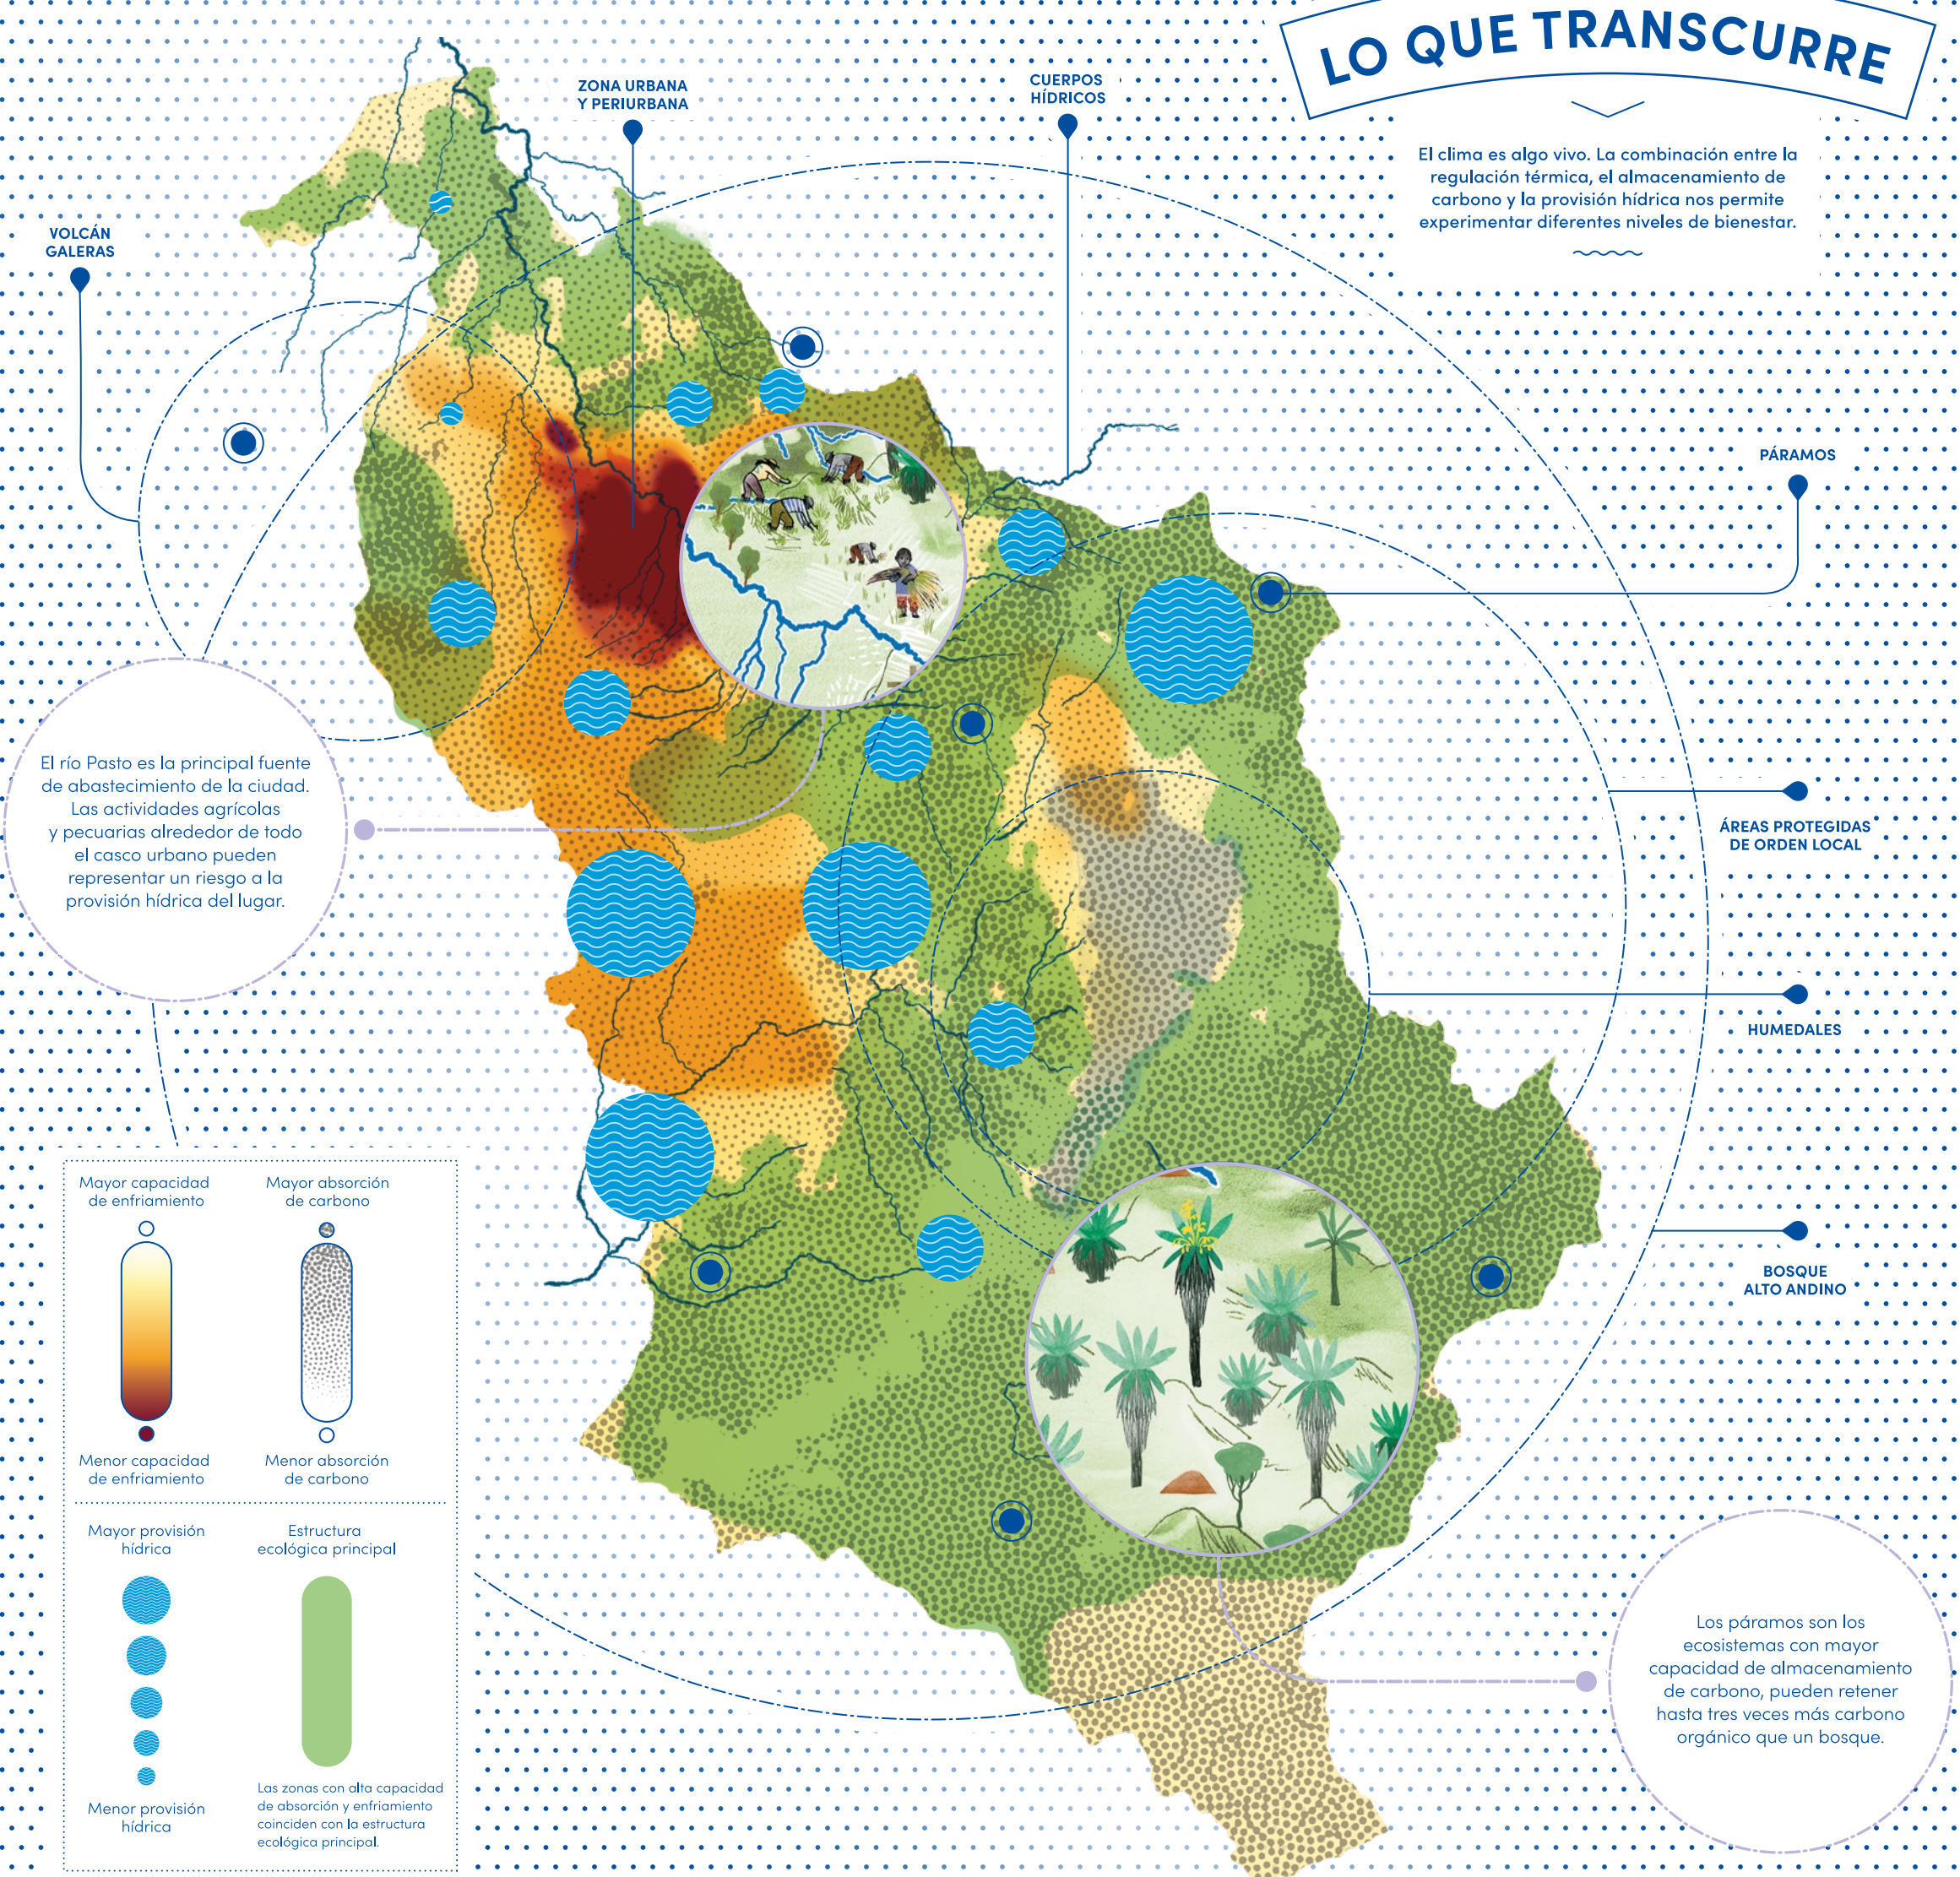 LO QUE TRANSCURRE
El clima es algo vivo. La combinación entre la
regulación térmica, el almacenamiento de
carbono y la provisión hídrica nos permite
experimentar diferentes niveles de bienestar.
ZONA URBANA
Y PERIURBANA
CUERPOS
HÍDRICOS
VOLCÁN
GALERAS
PÁRAMOS
El río Pasto es la principal fuente
de abastecimiento de la ciudad.
Las actividades agrícolas
y pecuarias alrededor de todo
el casco urbano pueden
representar un riesgo a la
provisión hídrica del lugar.
ÁREAS PROTEGIDAS
DE ORDEN LOCAL
HUMEDALES
BOSQUE
ALTO ANDINO
Mayor capacidad
de enfriamiento
Menor capacidad
de enfriamiento
Mayor absorción
de carbono
Menor absorción
de carbono
Mayor provisión
hídrica
Menor provisión
hídrica
Estructura
ecológica principal
Las zonas con alta capacidad
de absorción y enfriamiento
coinciden con la estructura
ecológica principal.
Los páramos son los
ecosistemas con mayor
capacidad de almacenamiento
de carbono, pueden retener
hasta tres veces más carbono
orgánico que un bosque.